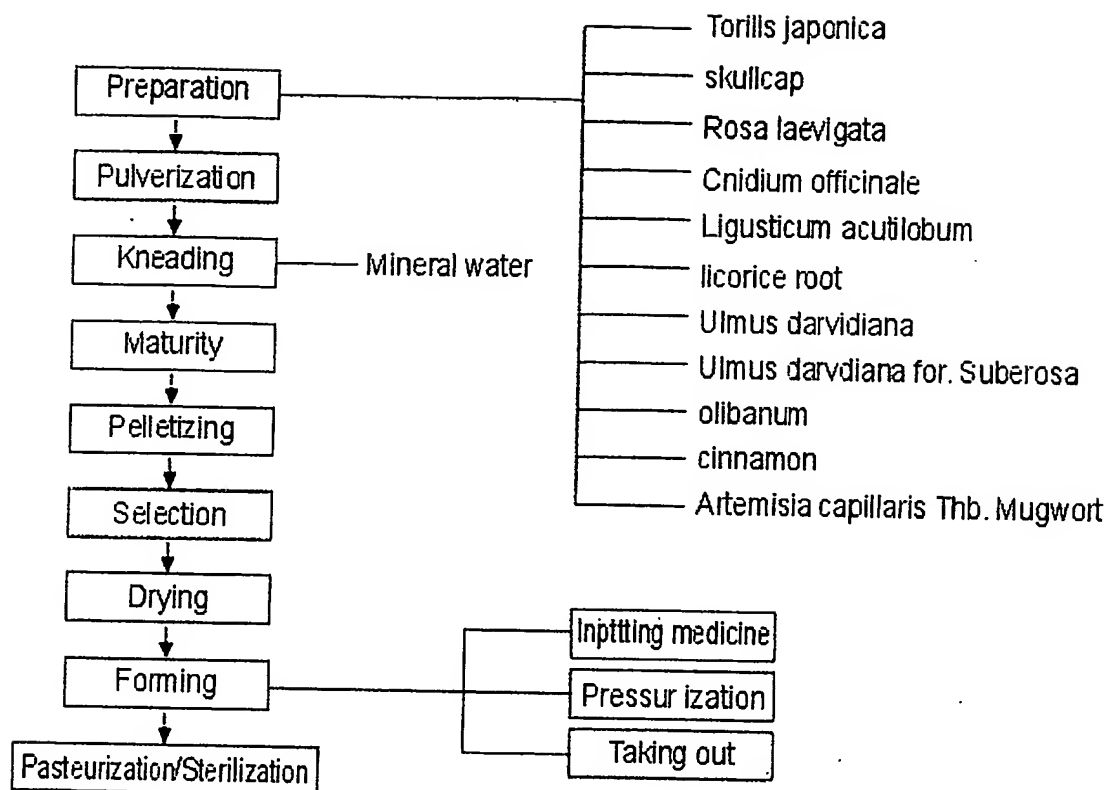 Preparation
Pulverization
Kneading
Mineral water
Maturity
Pelletizing
Selection
Drying
Forming
Pasteurization/Sterilization
Torills japonica
skullcap
Rosa laevigata
Cnidium officinale
Ligusticum acutilobum
licorice root
Ulmus darvidiana
Ulmus darvdiana for. Suberosa
olibanum
cinnamon
Artemisia capillaris Thb. Mugwort
Inpttting medicine
Pressur ization
Taking out